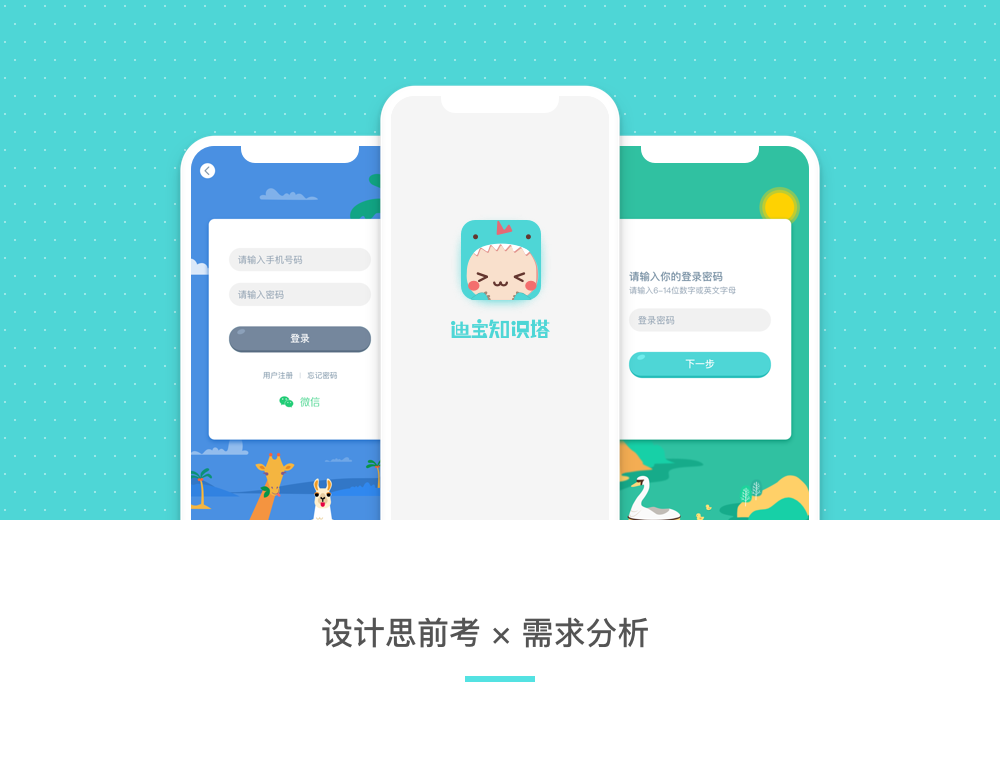 请输入手机号码
请输入密码
登录
用户注册 | 忘记密码
微信
迪宝知识塔
请输入你的登录密码
请输入6-14位数字或英文字母
登录密码
下一步
设计思前考 × 需求分析